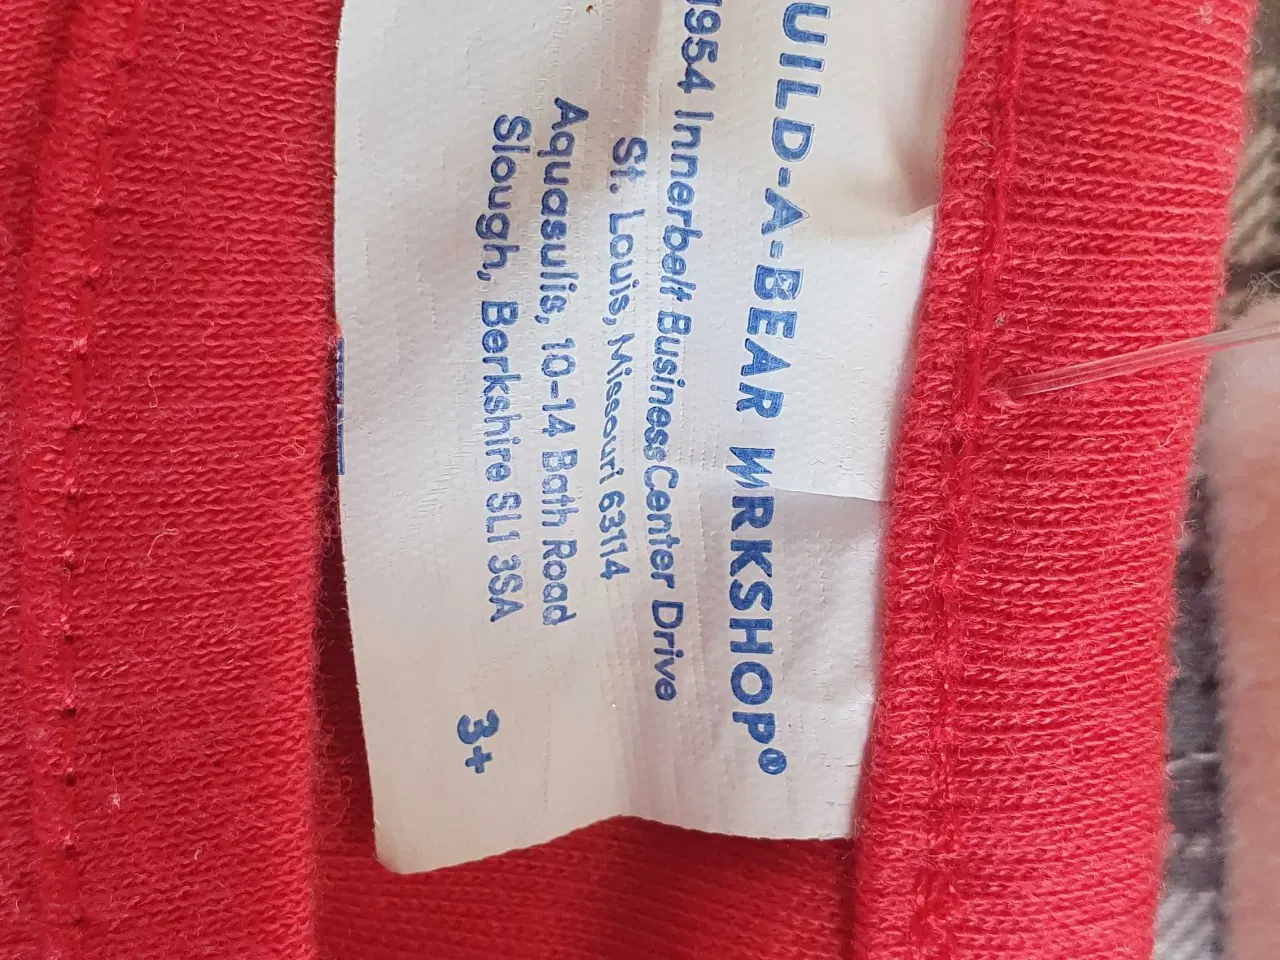 UILD-A-BEAR WRKSHOP®
1954 Innerbelt Business Center Drive
St. Louis, Missouri 63114
Aquasulis, 10-14 Bath Road
Slough, Berkshire SL1 3SA
3+